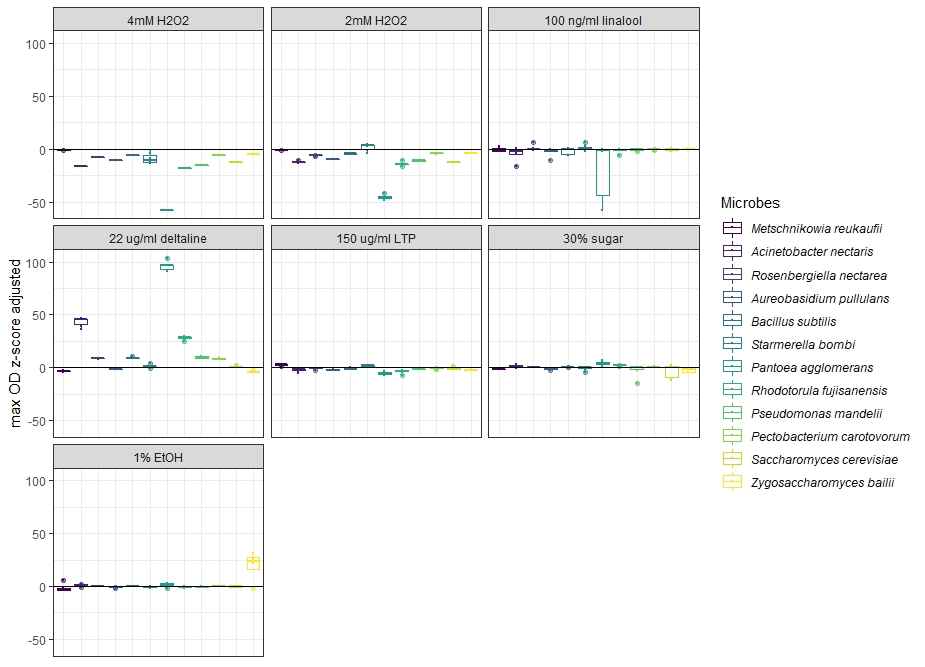 4mM H2O2
2mM H2O2
100 ng/ml linalool
100
50
0
-50
22 ug/ml deltaline
150 ug/ml LTP
30% sugar
100
50
0
-50
1% EtOH
100
50
0
-50
max OD z-score adjusted
Microbes
Metschnikowia reukaufii
Acinetobacter nectaris
Rosenbergiella nectarea
Aureobasidium pullulans
Bacillus subtilis
Starmerella bombi
Pantoea agglomerans
Rhodotorula fujisanensis
Pseudomonas mandelii
Pectobacterium carotovorum
Saccharomyces cerevisiae
Zygosaccharomyces bailii